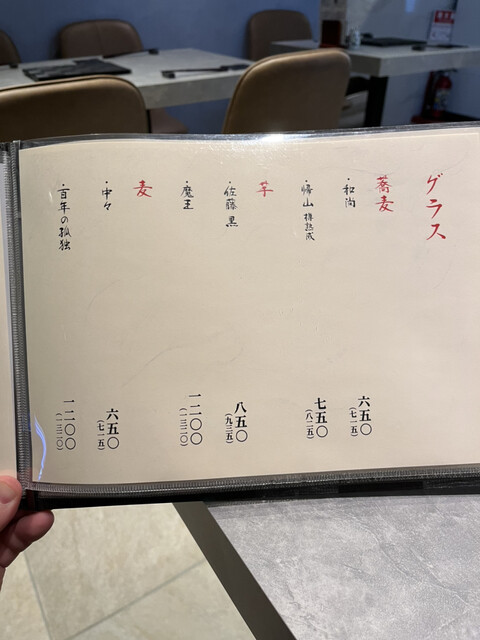 グラス
蕎麦
・和尚 六五〇
(七一五)
・帰山 樽熟成 七五〇
(八二五)
芋
・佐藤 黒 八五〇
(九三五)
・魔王 一二〇〇
(一三二〇)
麦
・中々 六五〇
(七一五)
・百年の孤独 一二〇〇
(一三二〇)